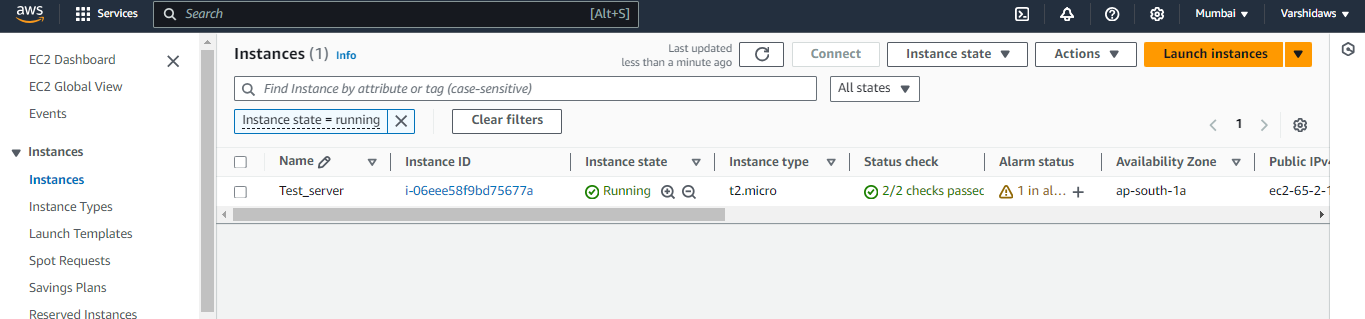 aws Services Search [Alt+S] Mumbai Varshidaws
EC2 Dashboard
EC2 Global View
Events
Instances
Instances
Instance Types
Launch Templates
Spot Requests
Savings Plans
Reserved Instances
Instances (1) Info
Last updated
less than a minute ago
Connect Instance state Actions Launch instances
Find Instance by attribute or tag (case-sensitive) All states
Instance state = running Clear filters
1
Name Instance ID Instance state Instance type Status check Alarm status Availability Zone Public IPv4
Test_server i-06eee58f9bd75677a Running t2.micro 2/2 checks passed 1 in al... ap-south-1a ec2-65-2-1